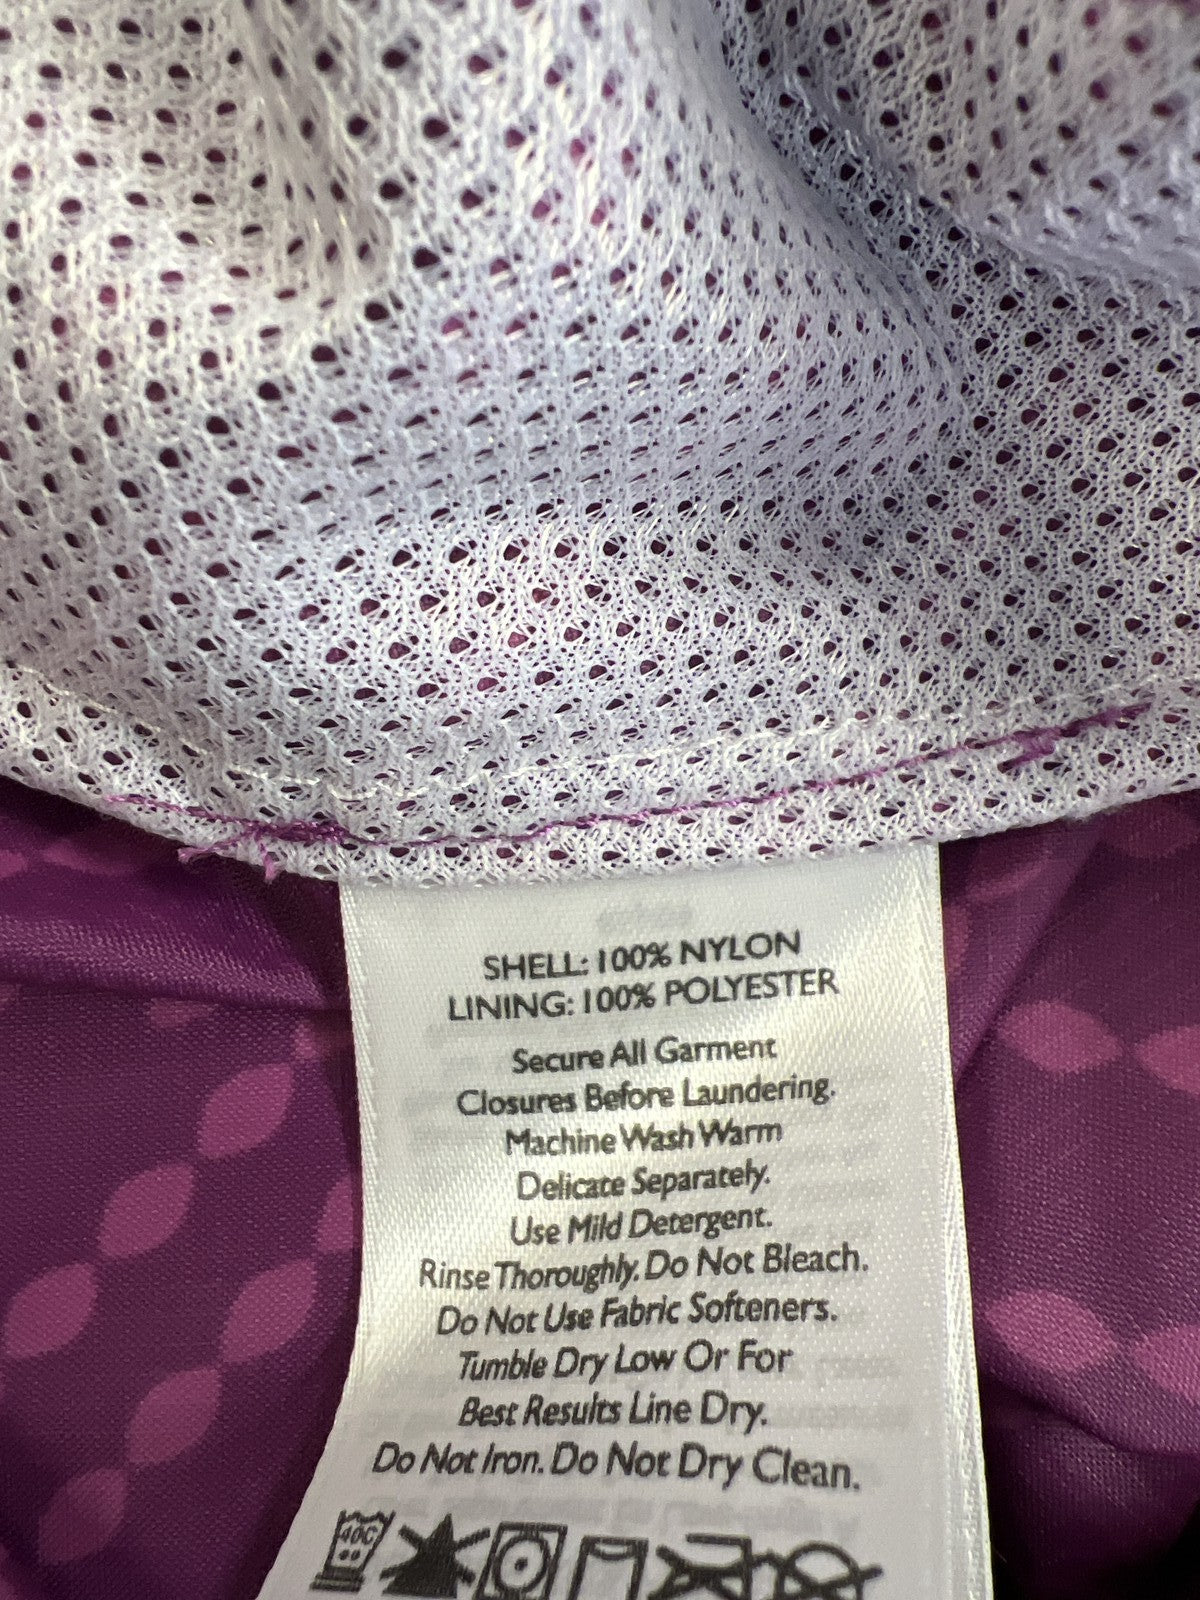 SHELL: 100% NYLON
LINING: 100% POLYESTER
Secure All Garment
Closures Before Laundering.
Machine Wash Warm
Delicate Separately.
Use Mild Detergent.
Rinse Thoroughly. Do Not Bleach.
Do Not Use Fabric Softeners.
Tumble Dry Low Or For
Best Results Line Dry.
Do Not Iron. Do Not Dry Clean.
40C